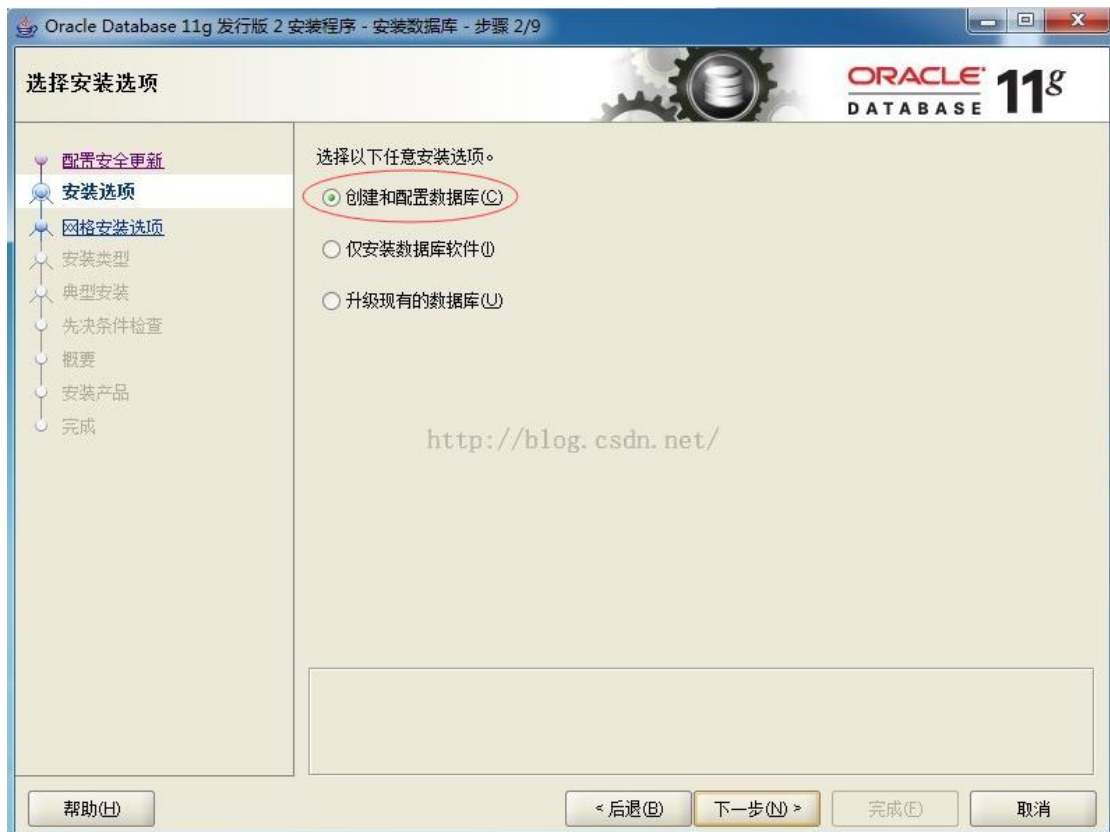 Oracle Database 11g 发行版 2 安装程序 - 安装数据库 - 步骤 2/9
选择安装选项
ORACLE 11g
DATABASE
配置安全更新
安装选项
网格安装选项
安装类型
典型安装
先决条件检查
概要
安装产品
完成
选择以下任意安装选项。
创建和配置数据库(C)
仅安装数据库软件(I)
升级现有的数据库(U)
http://blog.csdn.net/
帮助(H)
< 后退(B)
下一步(N) >
完成(F)
取消